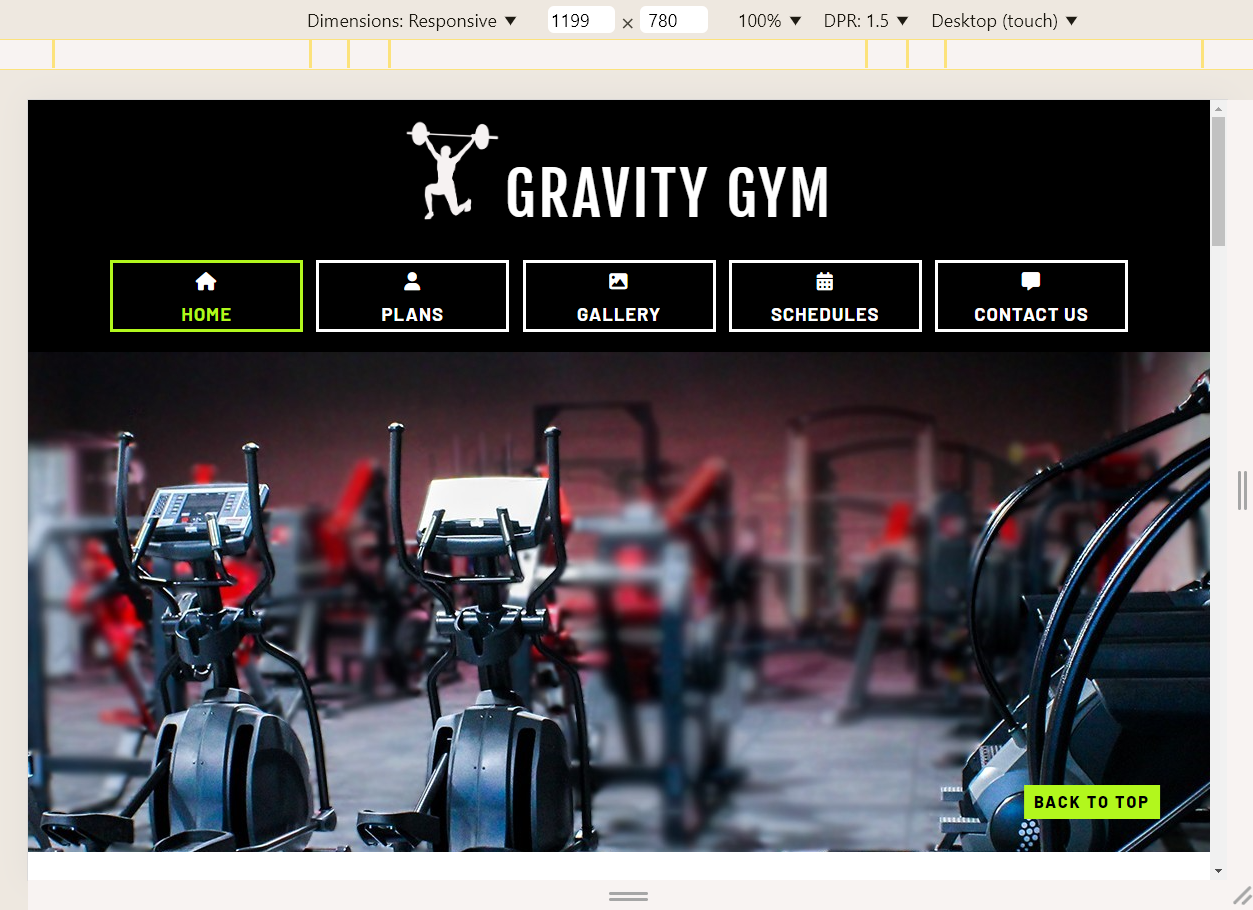 Dimensions: Responsive ▼ 1199 × 780 100% ▼ DPR: 1.5 ▼ Desktop (touch) ▼
GRAVITY GYM
HOME PLANS GALLERY SCHEDULES CONTACT US
BACK TO TOP